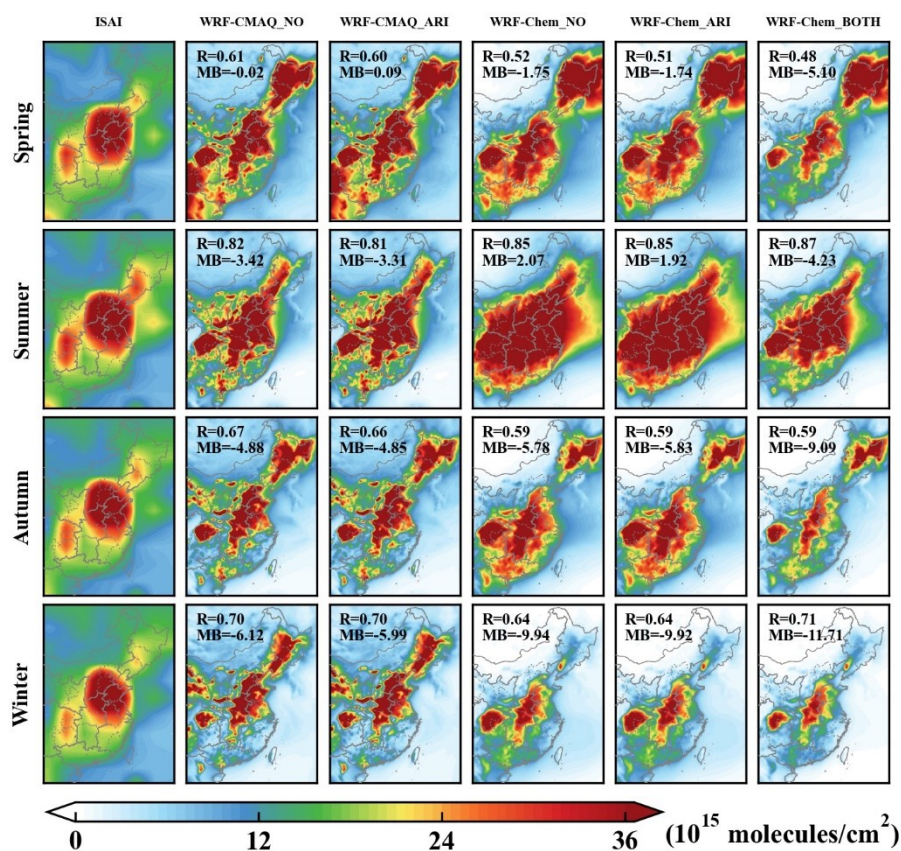 ISAI WRF-CMAQ_NO WRF-CMAQ_ARI WRF-Chem_NO WRF-Chem_ARI WRF-Chem_BOTH
Spring
R=0.61 R=0.60 R=0.52 R=0.51 R=0.48
MB=-0.02 MB=0.09 MB=-1.75 MB=-1.74 MB=-5.10
Summer
R=0.82 R=0.81 R=0.85 R=0.85 R=0.87
MB=-3.42 MB=-3.31 MB=2.07 MB=1.92 MB=-4.23
Autumn
R=0.67 R=0.66 R=0.59 R=0.59 R=0.59
MB=-4.88 MB=-4.85 MB=-5.78 MB=-5.83 MB=-9.09
Winter
R=0.70 R=0.70 R=0.64 R=0.64 R=0.71
MB=-6.12 MB=-5.99 MB=-9.94 MB=-9.92 MB=-11.71
0 12 24 36 (10¹⁵ molecules/cm²)